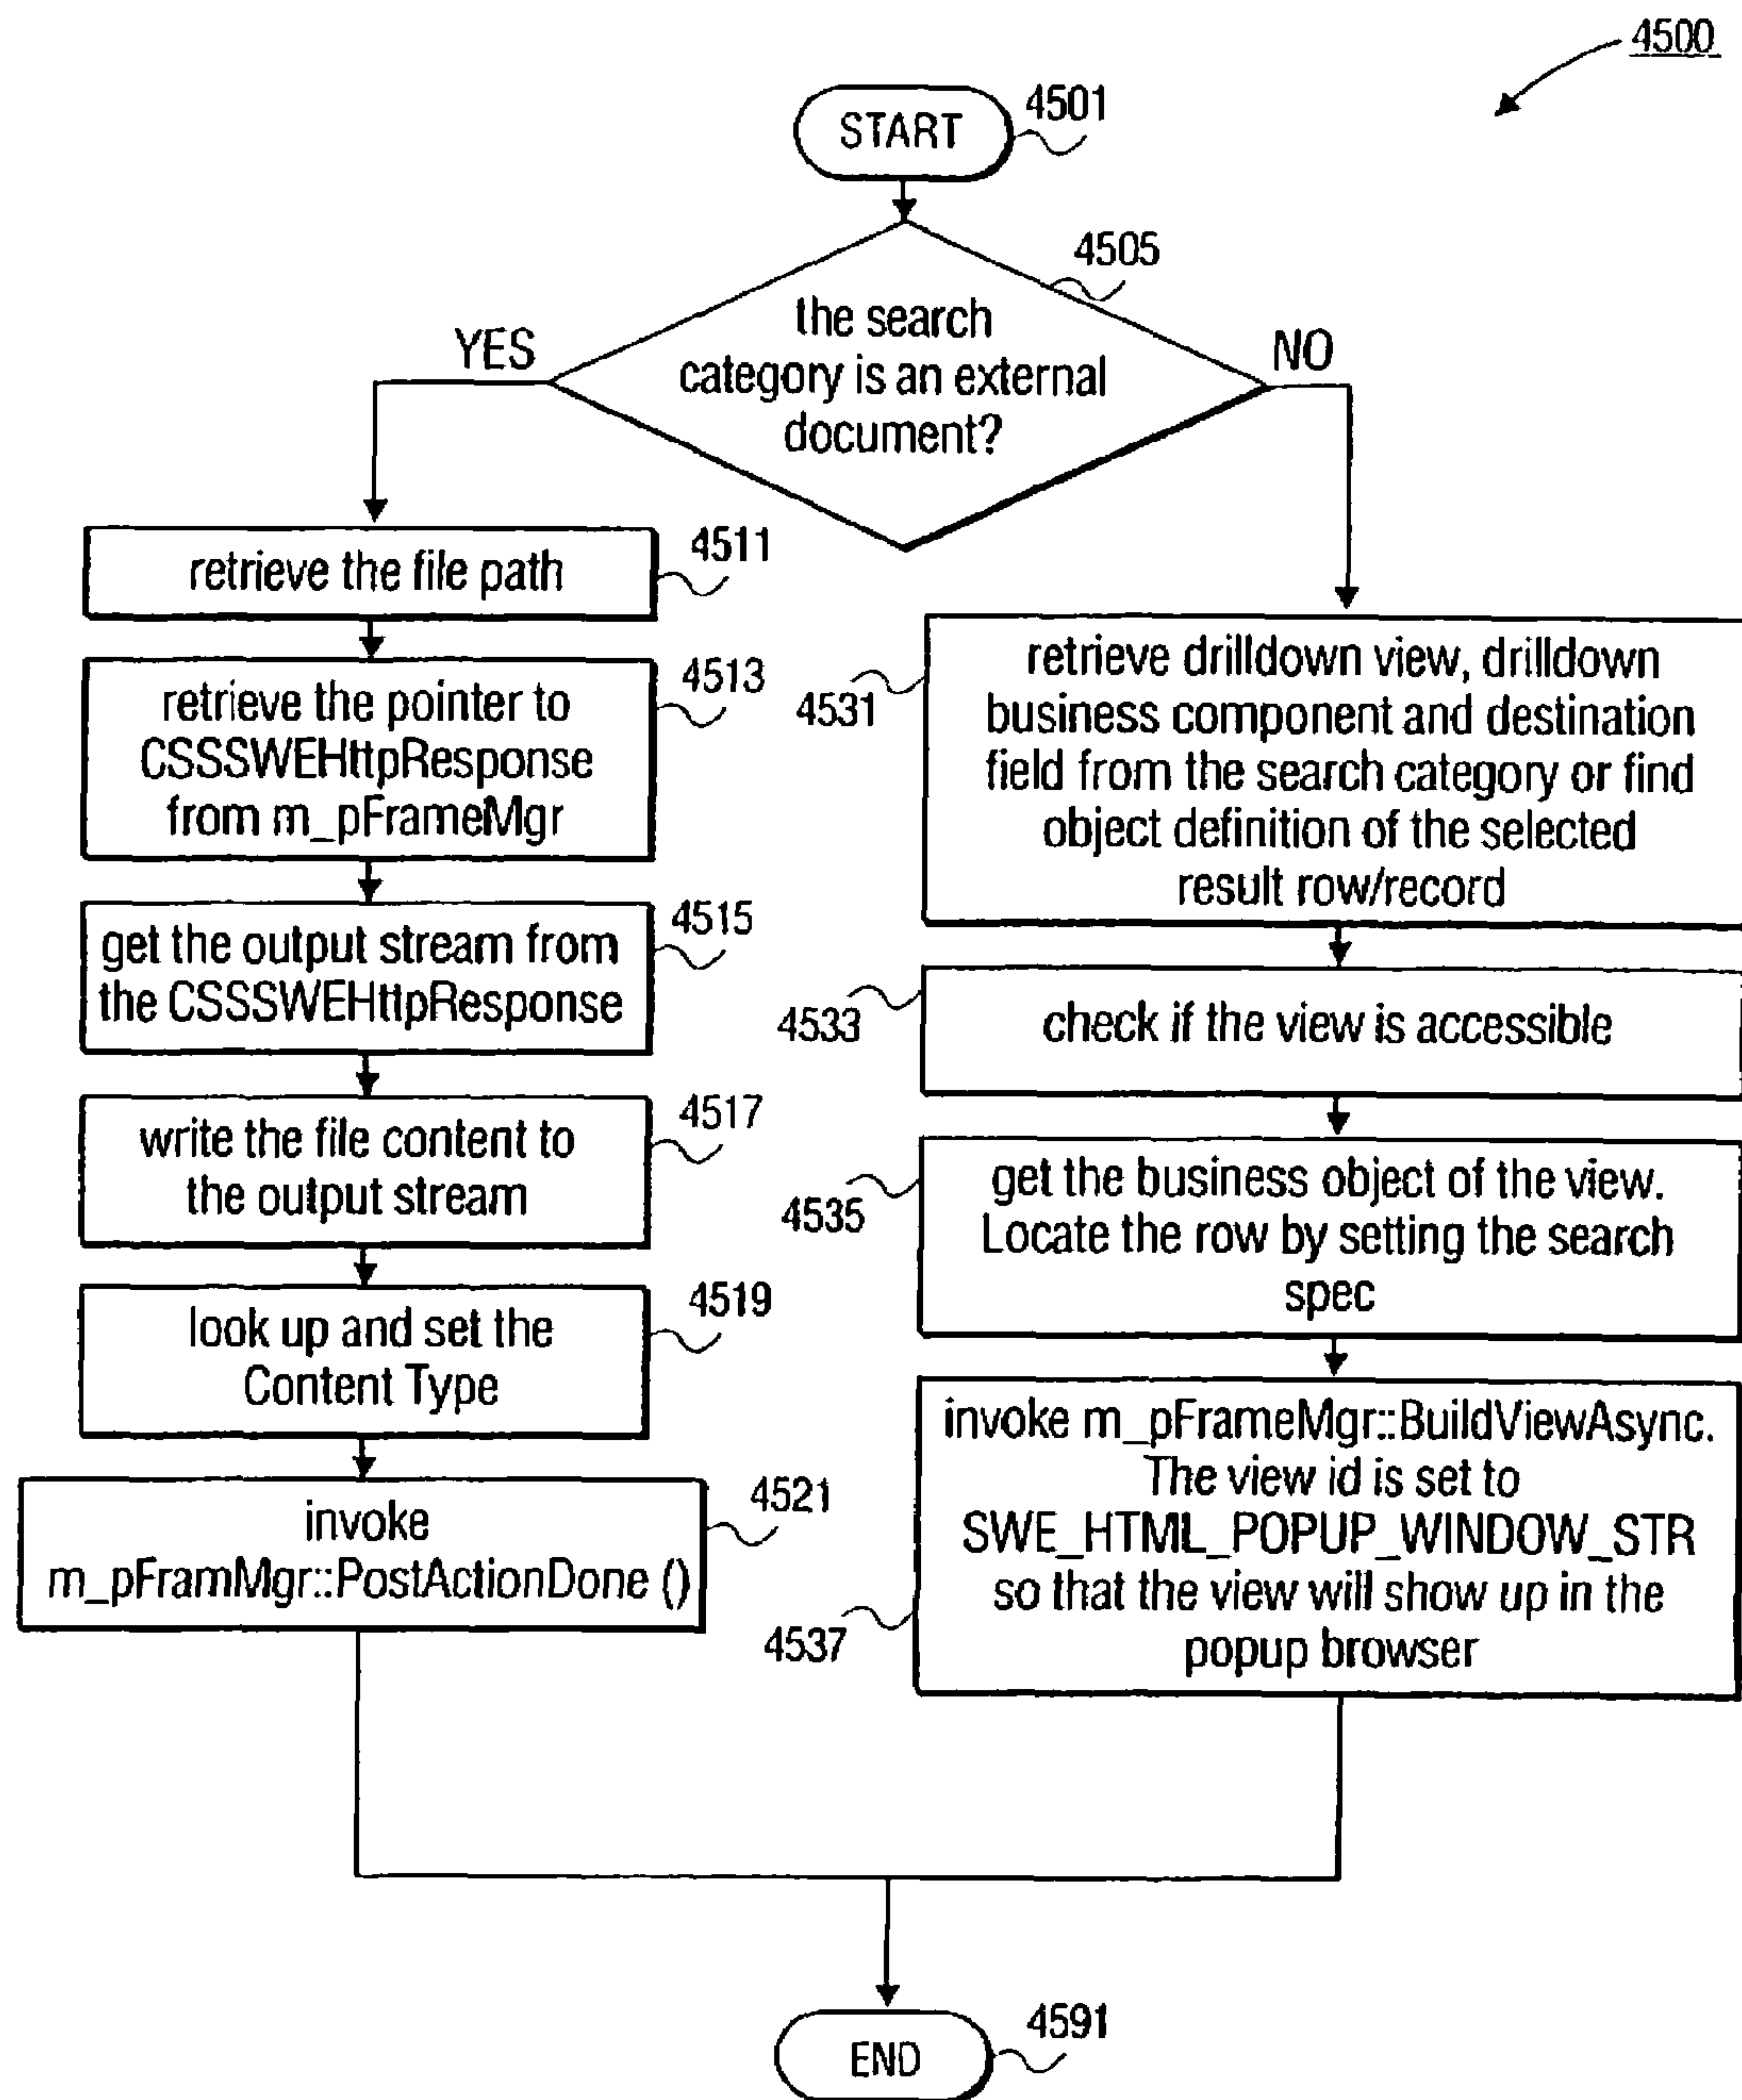 4500
START
4501
4505
the search
category is an external
document?
YES
NO
retrieve the file path
4511
retrieve the pointer to
CSSSWEHttpResponse
from m_pFrameMgr
4513
get the output stream from
the CSSSWEHttpResponse
4515
write the file content to
the output stream
4517
look up and set the
Content Type
4519
invoke
m_pFramMgr::PostActionDone ()
4521
retrieve drilldown view, drilldown
business component and destination
field from the search category or find
object definition of the selected
result row/record
4531
check if the view is accessible
4533
get the business object of the view.
Locate the row by setting the search
spec
4535
invoke m_pFrameMgr::BuildViewAsync.
The view id is set to
SWE_HTML_POPUP_WINDOW_STR
so that the view will show up in the
popup browser
4537
END
4591